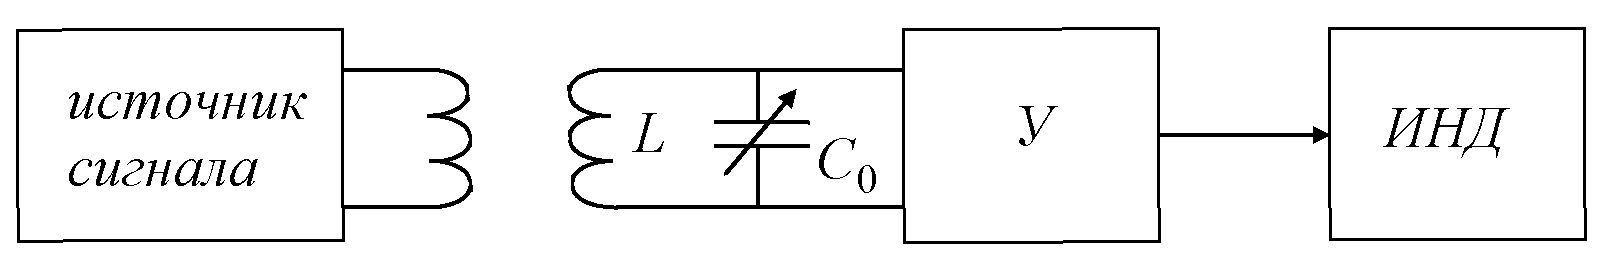 источник
сигнала
L
C₀
У
ИНД